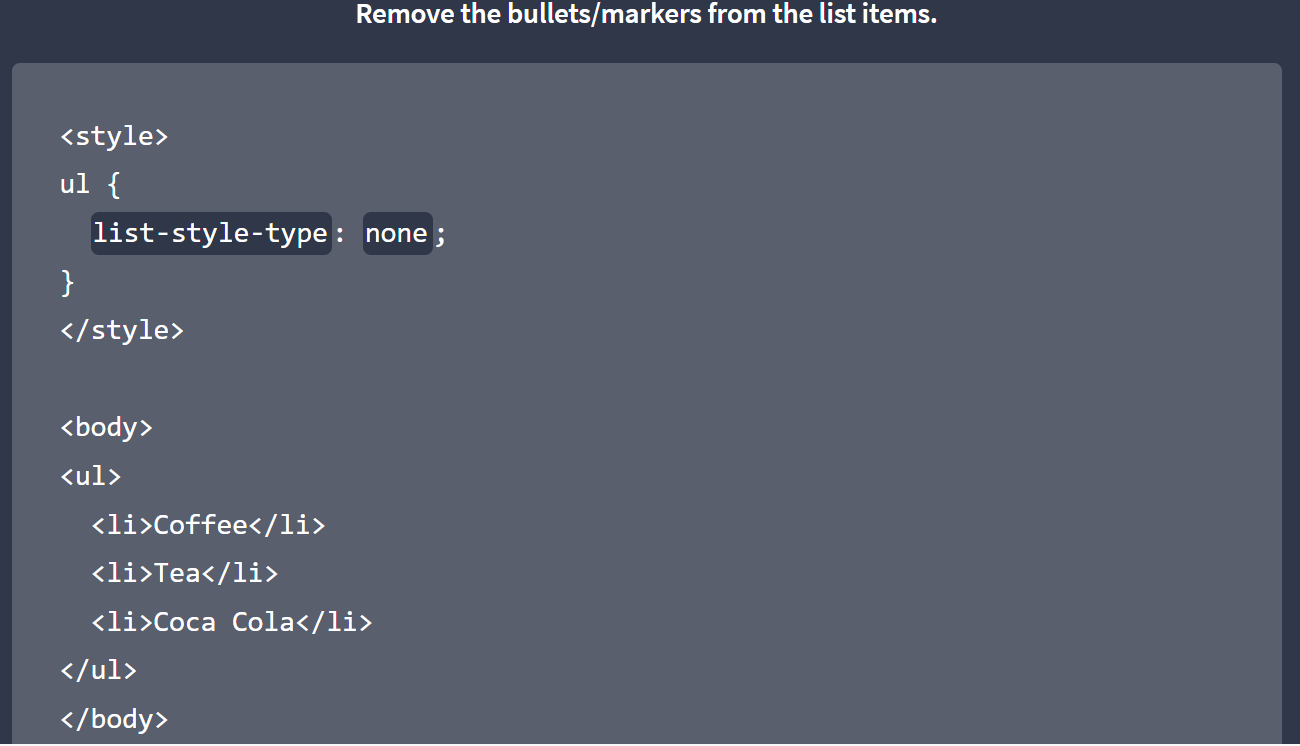 Remove the bullets/markers from the list items.
<style>
ul {
  list-style-type: none;
}
</style>

<body>
<ul>
  <li>Coffee</li>
  <li>Tea</li>
  <li>Coca Cola</li>
</ul>
</body>